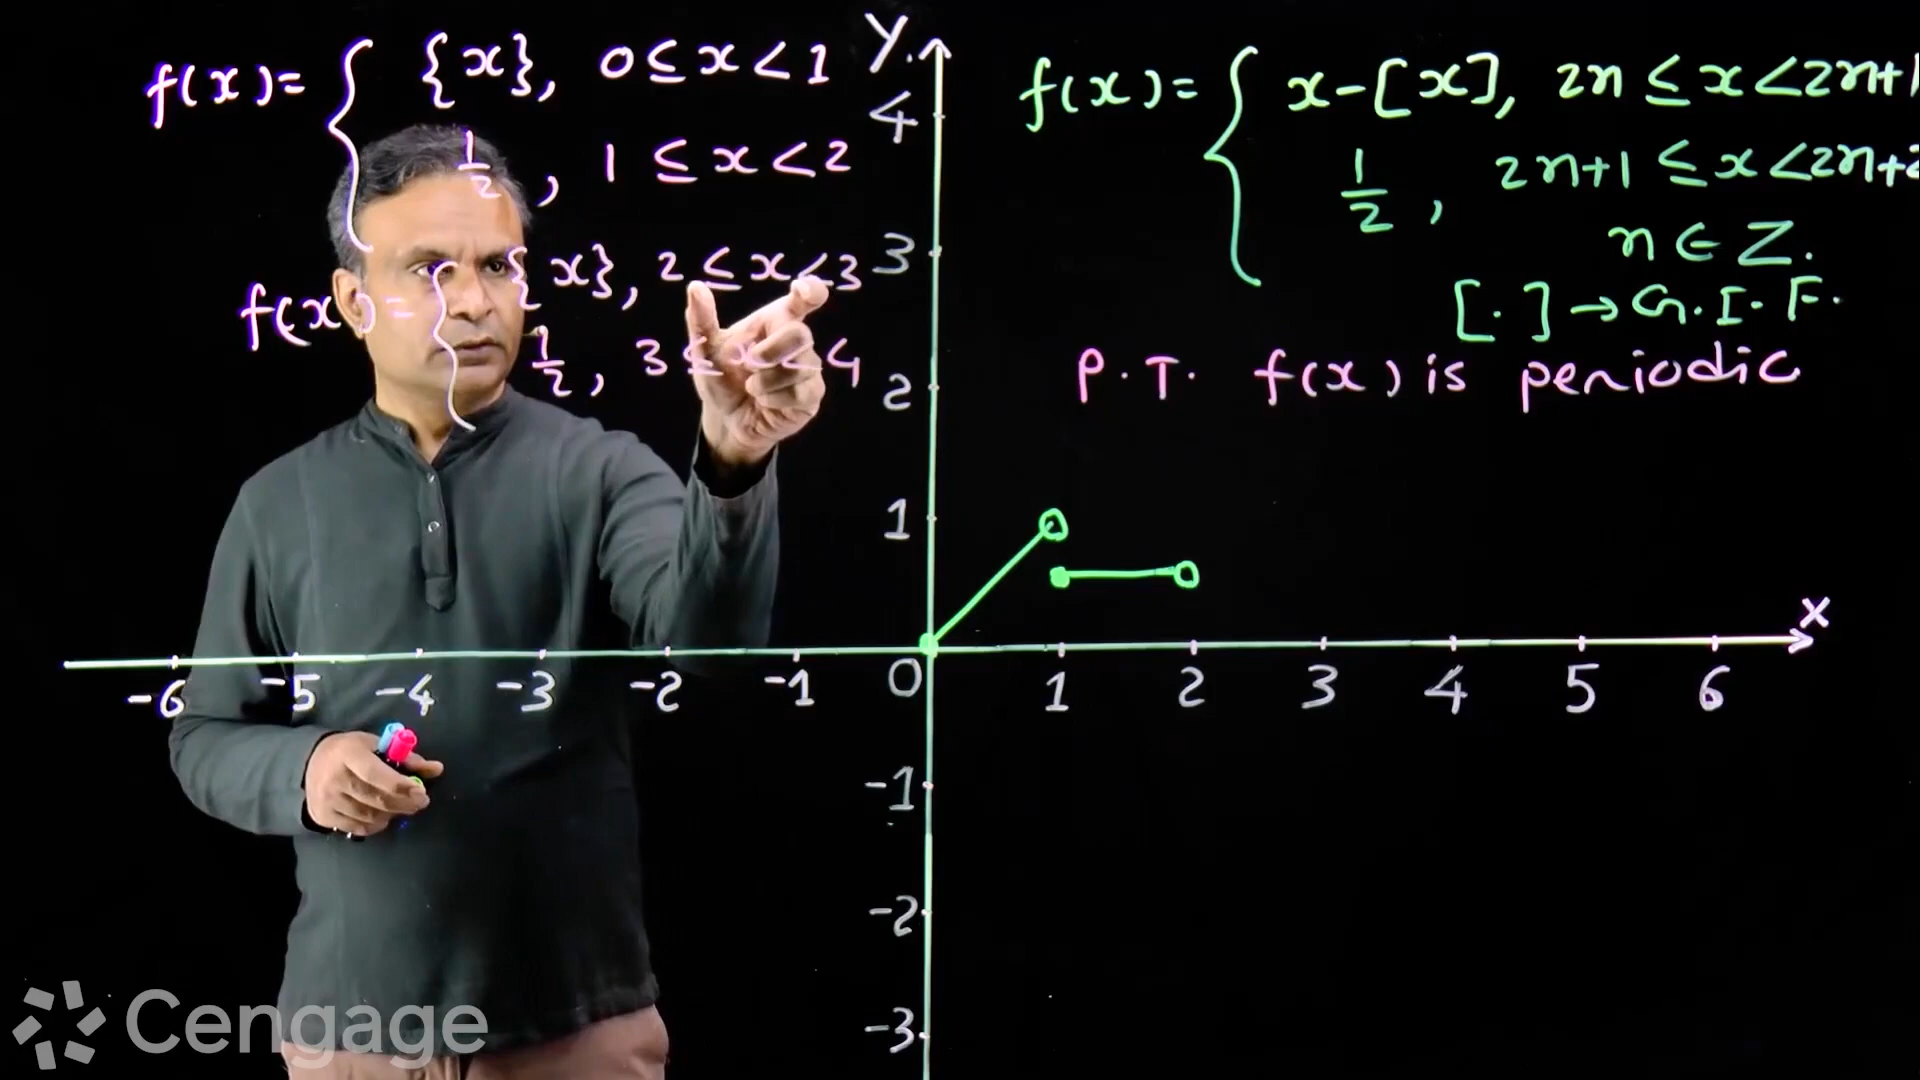 f(x)= { {x}, 0≤x<1
1/2, 1≤x<2
f(x)= { {x}, 2≤x<3
1/2, 3≤x<4
f(x)= { x-[x], 2n≤x<2n+1
1/2, 2n+1≤x<2n+2
n∈Z.
[.]→G.I.F.
P.T. f(x) is periodic
Y
4
3
2
1
X
-6 -5 -4 -3 -2 -1 0 1 2 3 4 5 6
-1
-2
-3
Cengage